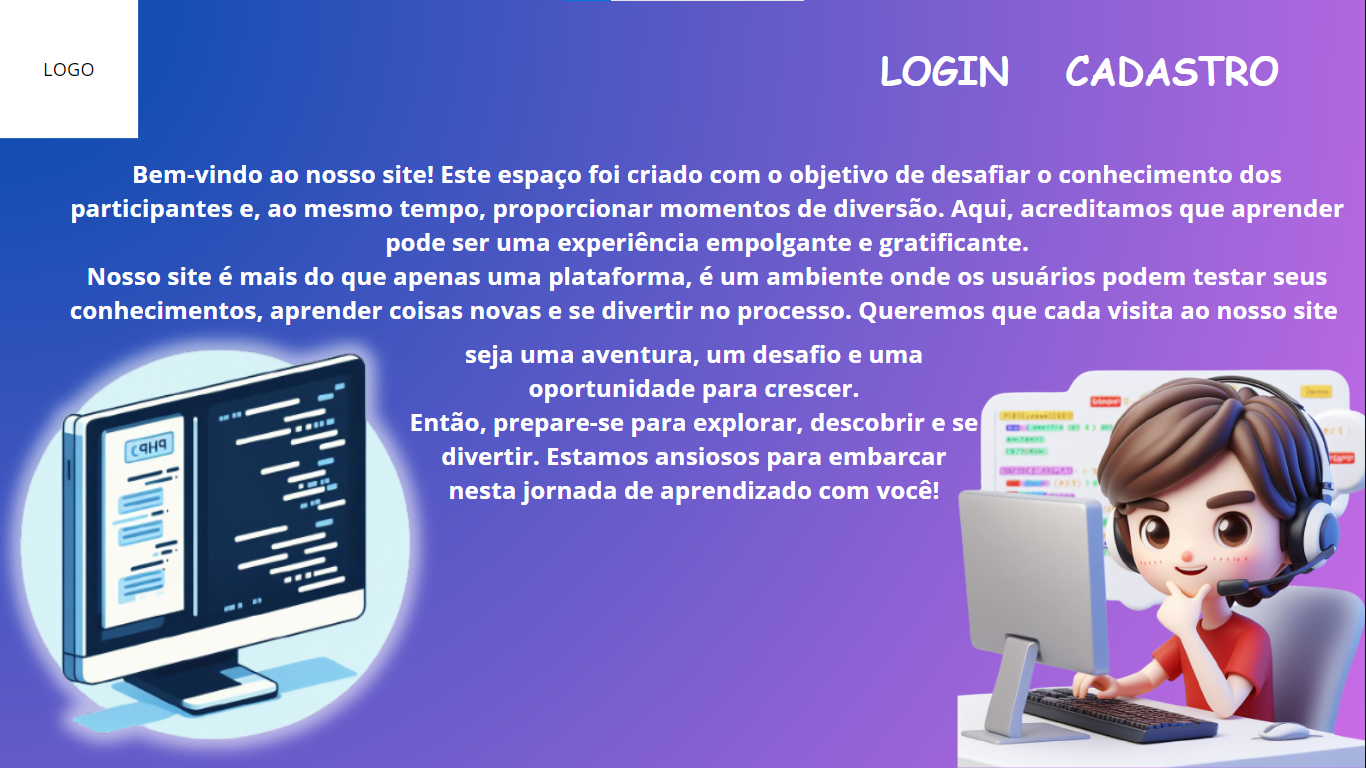 LOGO
LOGIN CADASTRO
Bem-vindo ao nosso site! Este espaço foi criado com o objetivo de desafiar o conhecimento dos
participantes e, ao mesmo tempo, proporcionar momentos de diversão. Aqui, acreditamos que aprender
pode ser uma experiência empolgante e gratificante.
Nosso site é mais do que apenas uma plataforma, é um ambiente onde os usuários podem testar seus
conhecimentos, aprender coisas novas e se divertir no processo. Queremos que cada visita ao nosso site
seja uma aventura, um desafio e uma
oportunidade para crescer.
Então, prepare-se para explorar, descobrir e se
divertir. Estamos ansiosos para embarcar
nesta jornada de aprendizado com você!